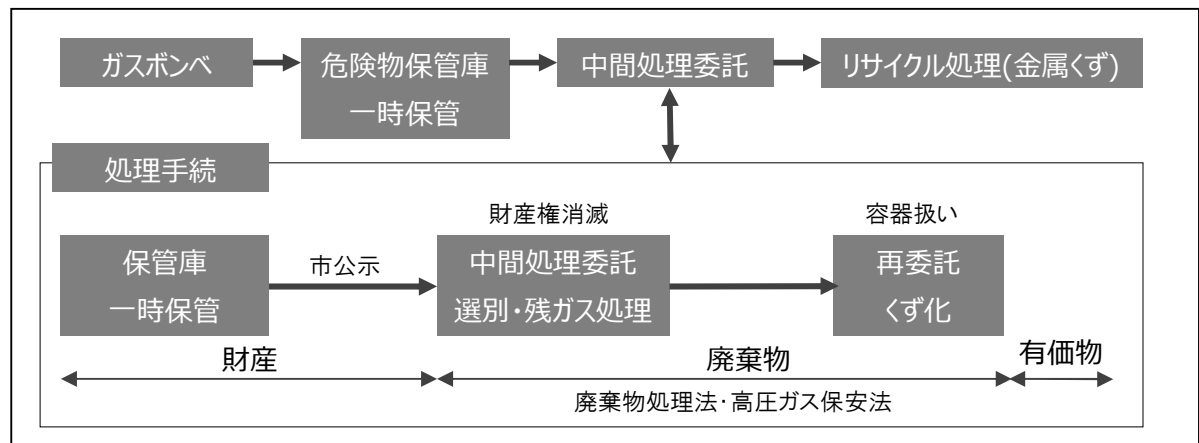 ガスボンベ
危険物保管庫
一時保管
中間処理委託
リサイクル処理(金属くず)
処理手続
保管庫
一時保管
市公示
財産権消滅
中間処理委託
選別・残ガス処理
容器扱い
再委託
くず化
財産
廃棄物
有価物
廃棄物処理法・高圧ガス保安法